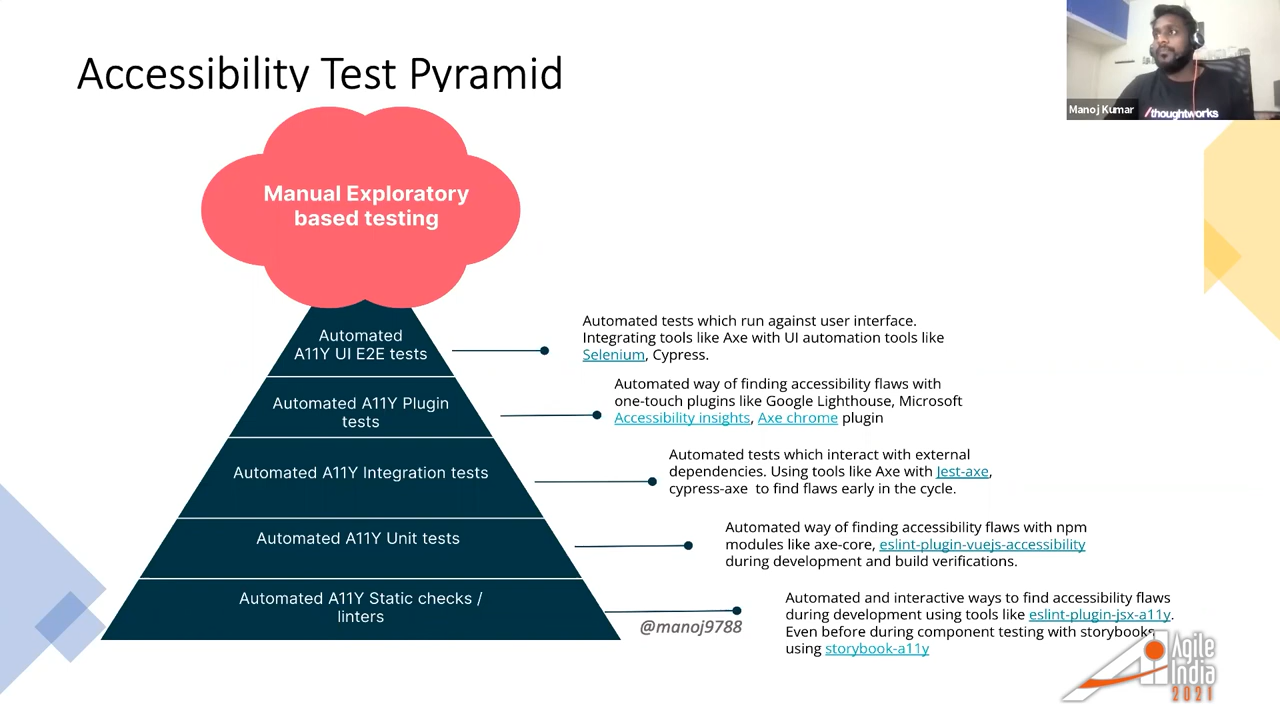 Accessibility Test Pyramid
Manoj Kumar
/thoughtworks
Manual Exploratory
based testing
Automated
A11Y UI E2E tests
Automated tests which run against user interface.
Integrating tools like Axe with UI automation tools like
Selenium, Cypress.
Automated A11Y Plugin
tests
Automated way of finding accessibility flaws with
one-touch plugins like Google Lighthouse, Microsoft
Accessibility insights, Axe chrome plugin
Automated A11Y Integration tests
Automated tests which interact with external
dependencies. Using tools like Axe with Jest-axe,
cypress-axe to find flaws early in the cycle.
Automated A11Y Unit tests
Automated way of finding accessibility flaws with npm
modules like axe-core, eslint-plugin-vuejs-accessibility
during development and build verifications.
Automated A11Y Static checks /
linters
Automated and interactive ways to find accessibility flaws
during development using tools like eslint-plugin-jsx-a11y.
Even before during component testing with storybooks
using storybook-a11y
@manoj9788
Agile
India
2021